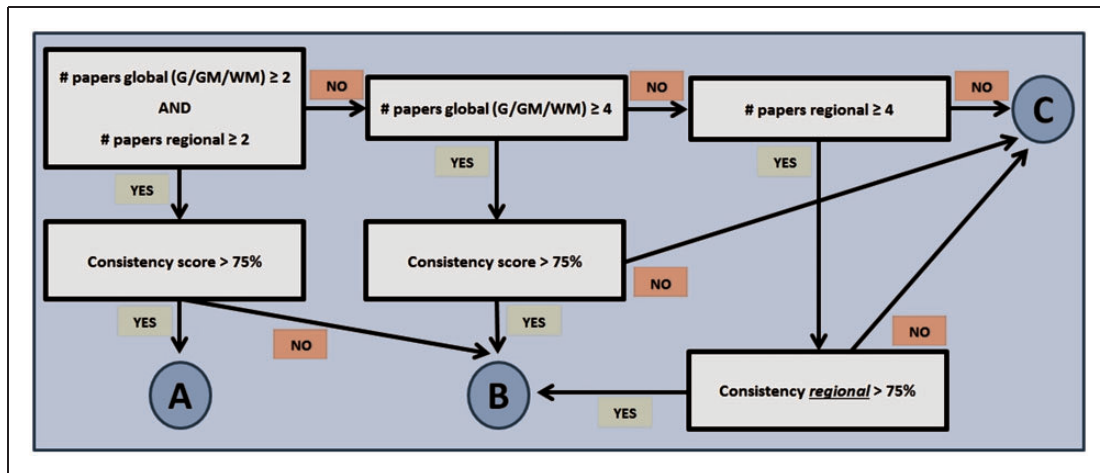 # papers global (G/GM/WM) ≥ 2
AND
# papers regional ≥ 2
NO
# papers global (G/GM/WM) ≥ 4
NO
# papers regional ≥ 4
NO
C
YES
YES
YES
Consistency score > 75%
Consistency score > 75%
NO
YES
NO
YES
NO
A
B
YES
Consistency regional > 75%